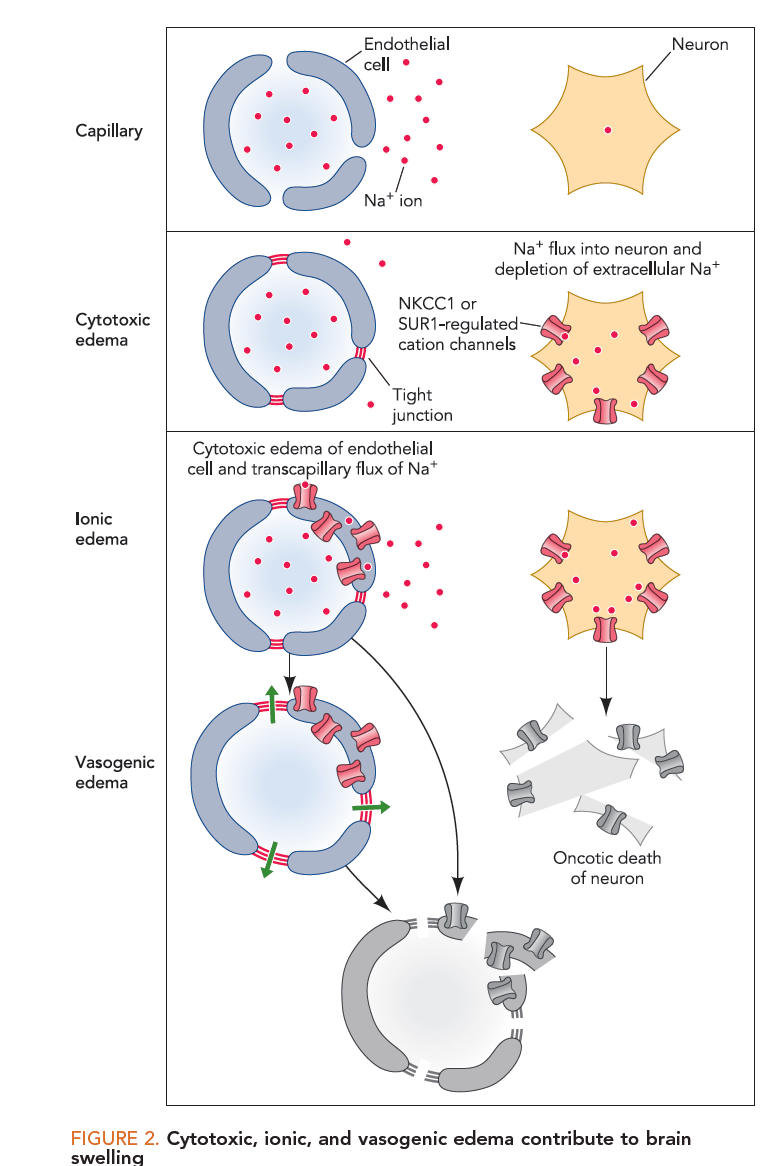 Endothelial
cell
Neuron
Capillary
Na⁺ ion
Na⁺ flux into neuron and
depletion of extracellular Na⁺
NKCC1 or
SUR1-regulated
cation channels
Cytotoxic
edema
Tight
junction
Cytotoxic edema of endothelial
cell and transcapillary flux of Na⁺
Ionic
edema
Vasogenic
edema
Oncotic death
of neuron
FIGURE 2. Cytotoxic, ionic, and vasogenic edema contribute to brain
swelling